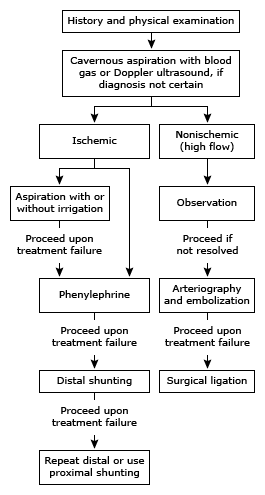 History and physical examination
Cavernous aspiration with blood
gas or Doppler ultrasound, if
diagnosis not certain
Ischemic
Nonischemic
(high flow)
Aspiration with or
without irrigation
Observation
Proceed upon
treatment failure
Proceed if
not resolved
Phenylephrine
Arteriography
and embolization
Proceed upon
treatment failure
Proceed upon
treatment failure
Distal shunting
Surgical ligation
Proceed upon
treatment failure
Repeat distal or use
proximal shunting